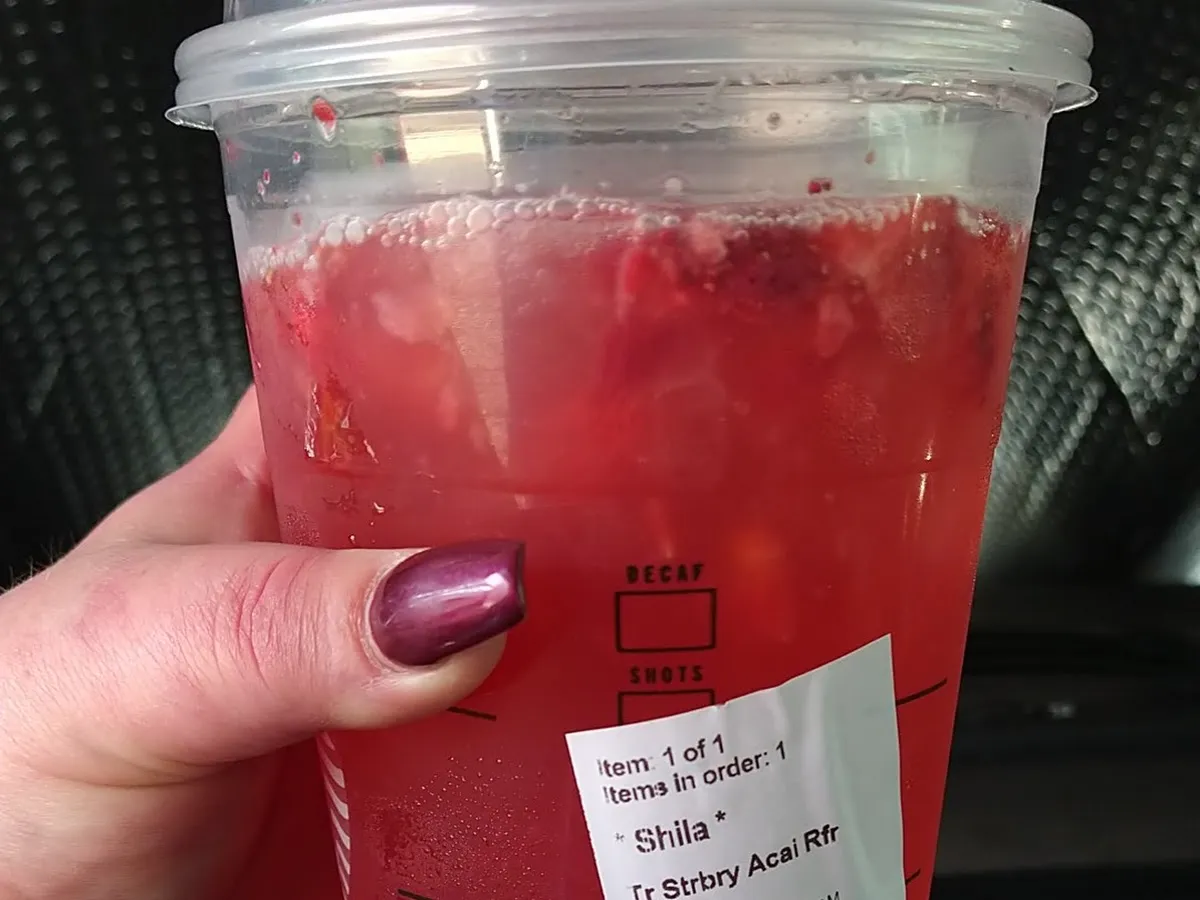 DECAF
SHOTS
Item: 1 of 1
Items in order: 1
* Shila *
Tr Strbry Acai Rfr